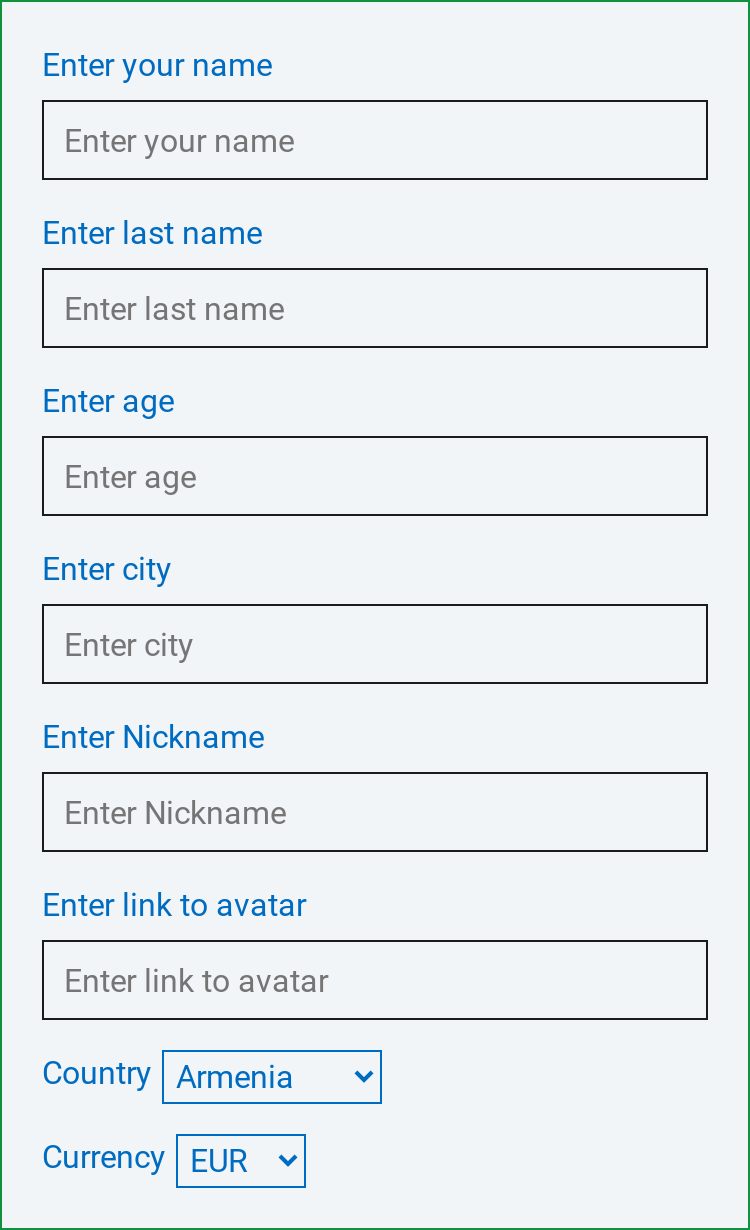 Enter your name
Enter your name
Enter last name
Enter last name
Enter age
Enter age
Enter city
Enter city
Enter Nickname
Enter Nickname
Enter link to avatar
Enter link to avatar
Country Armenia
Currency EUR